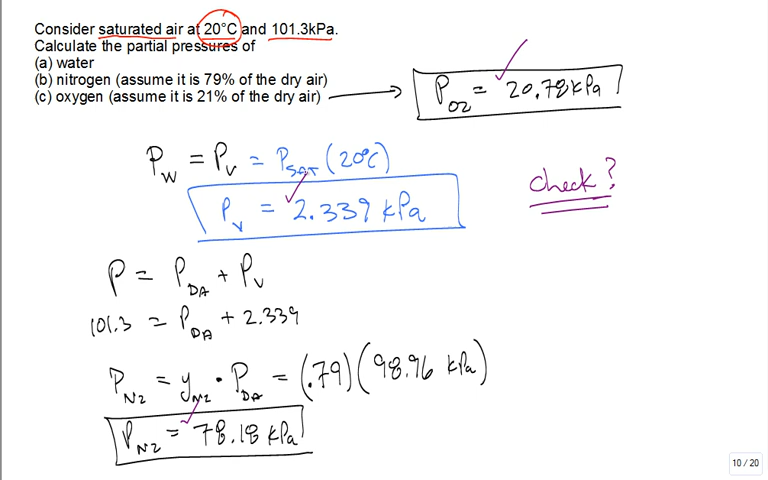 Consider saturated air at 20°C and 101.3kPa.
Calculate the partial pressures of
(a) water
(b) nitrogen (assume it is 79% of the dry air)
(c) oxygen (assume it is 21% of the dry air)
P_O2 = 20.78 kPa
P_W = P_V = P_SAT (20°C)
check?
P_V = 2.339 kPa
P = P_DA + P_V
101.3 = P_DA + 2.339
P_N2 = y_N2 · P_DA = (.79)(98.96 kPa)
P_N2 = 78.18 kPa
10 / 20